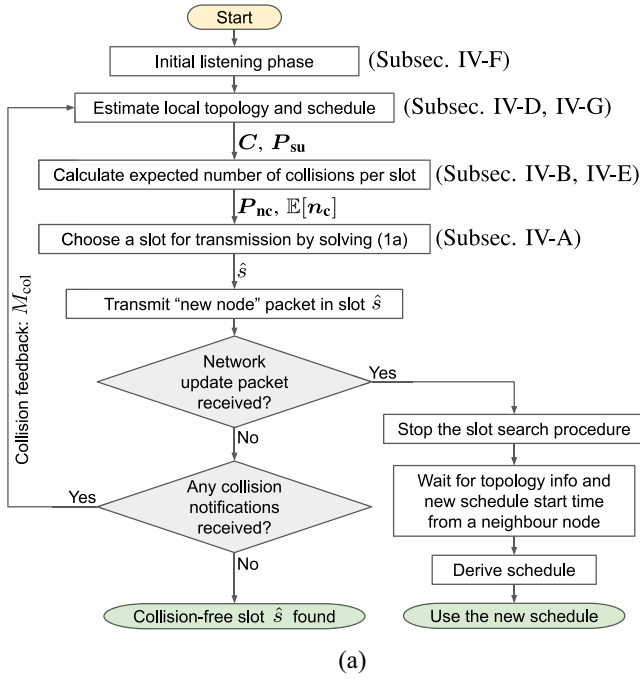 Start
Initial listening phase
(Subsec. IV-F)
Estimate local topology and schedule
(Subsec. IV-D, IV-G)
C, P_su
Calculate expected number of collisions per slot
(Subsec. IV-B, IV-E)
P_nc, 𝔼[n_c]
Choose a slot for transmission by solving (1a)
(Subsec. IV-A)
ŝ
Transmit “new node” packet in slot ŝ
Collision feedback: M_col
Network
update packet
received?
Yes
No
Stop the slot search procedure
Any collision
notifications
received?
Yes
No
Wait for topology info and
new schedule start time
from a neighbour node
Derive schedule
Collision-free slot ŝ found
Use the new schedule
(a)